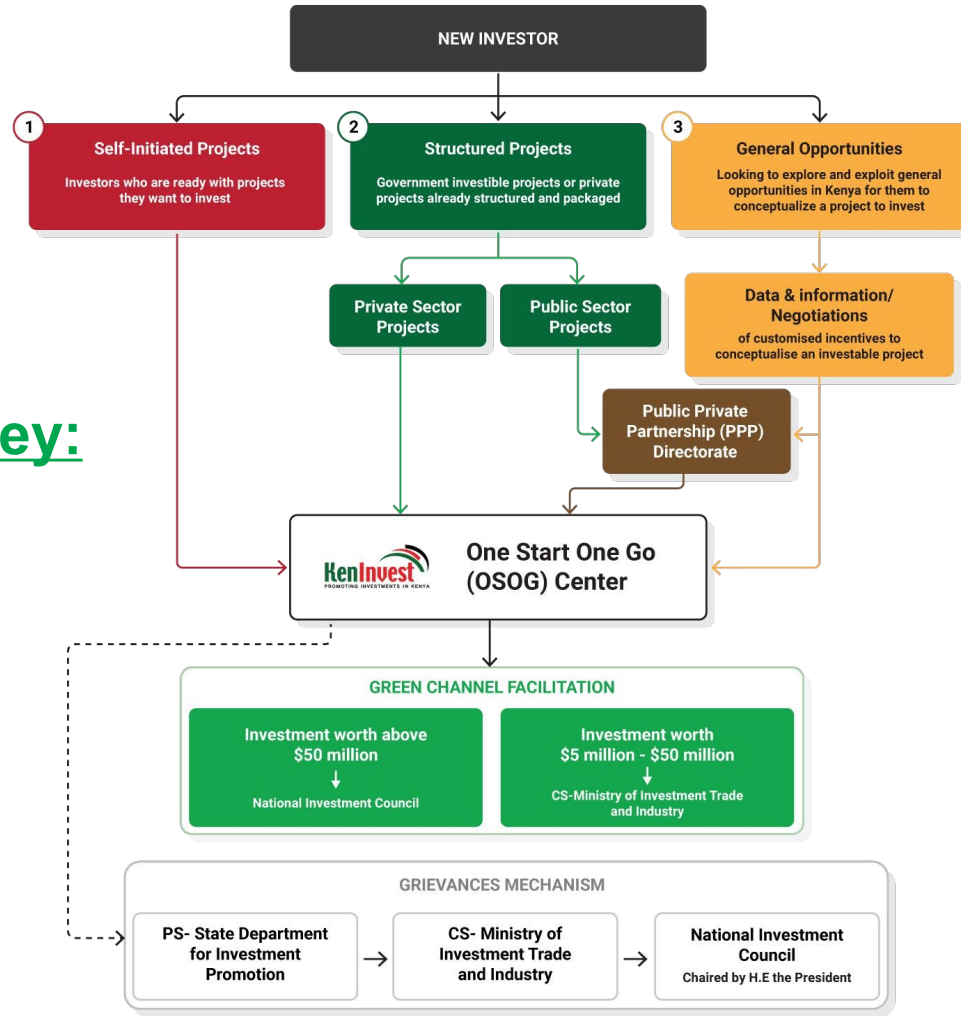 NEW INVESTOR
1
Self-Initiated Projects
Investors who are ready with projects
they want to invest
2
Structured Projects
Government investible projects or private
projects already structured and packaged
3
General Opportunities
Looking to explore and exploit general
opportunities in Kenya for them to
conceptualize a project to invest
Private Sector
Projects
Public Sector
Projects
Data & information/
Negotiations
of customised incentives to
conceptualise an investable project
ey:
Public Private
Partnership (PPP)
Directorate
KenInvest
PROMOTING INVESTMENTS IN KENYA
One Start One Go
(OSOG) Center
GREEN CHANNEL FACILITATION
Investment worth above
$50 million
National Investment Council
Investment worth
$5 million - $50 million
CS-Ministry of Investment Trade
and Industry
GRIEVANCES MECHANISM
PS- State Department
for Investment
Promotion
CS- Ministry of
Investment Trade
and Industry
National Investment
Council
Chaired by H.E the President